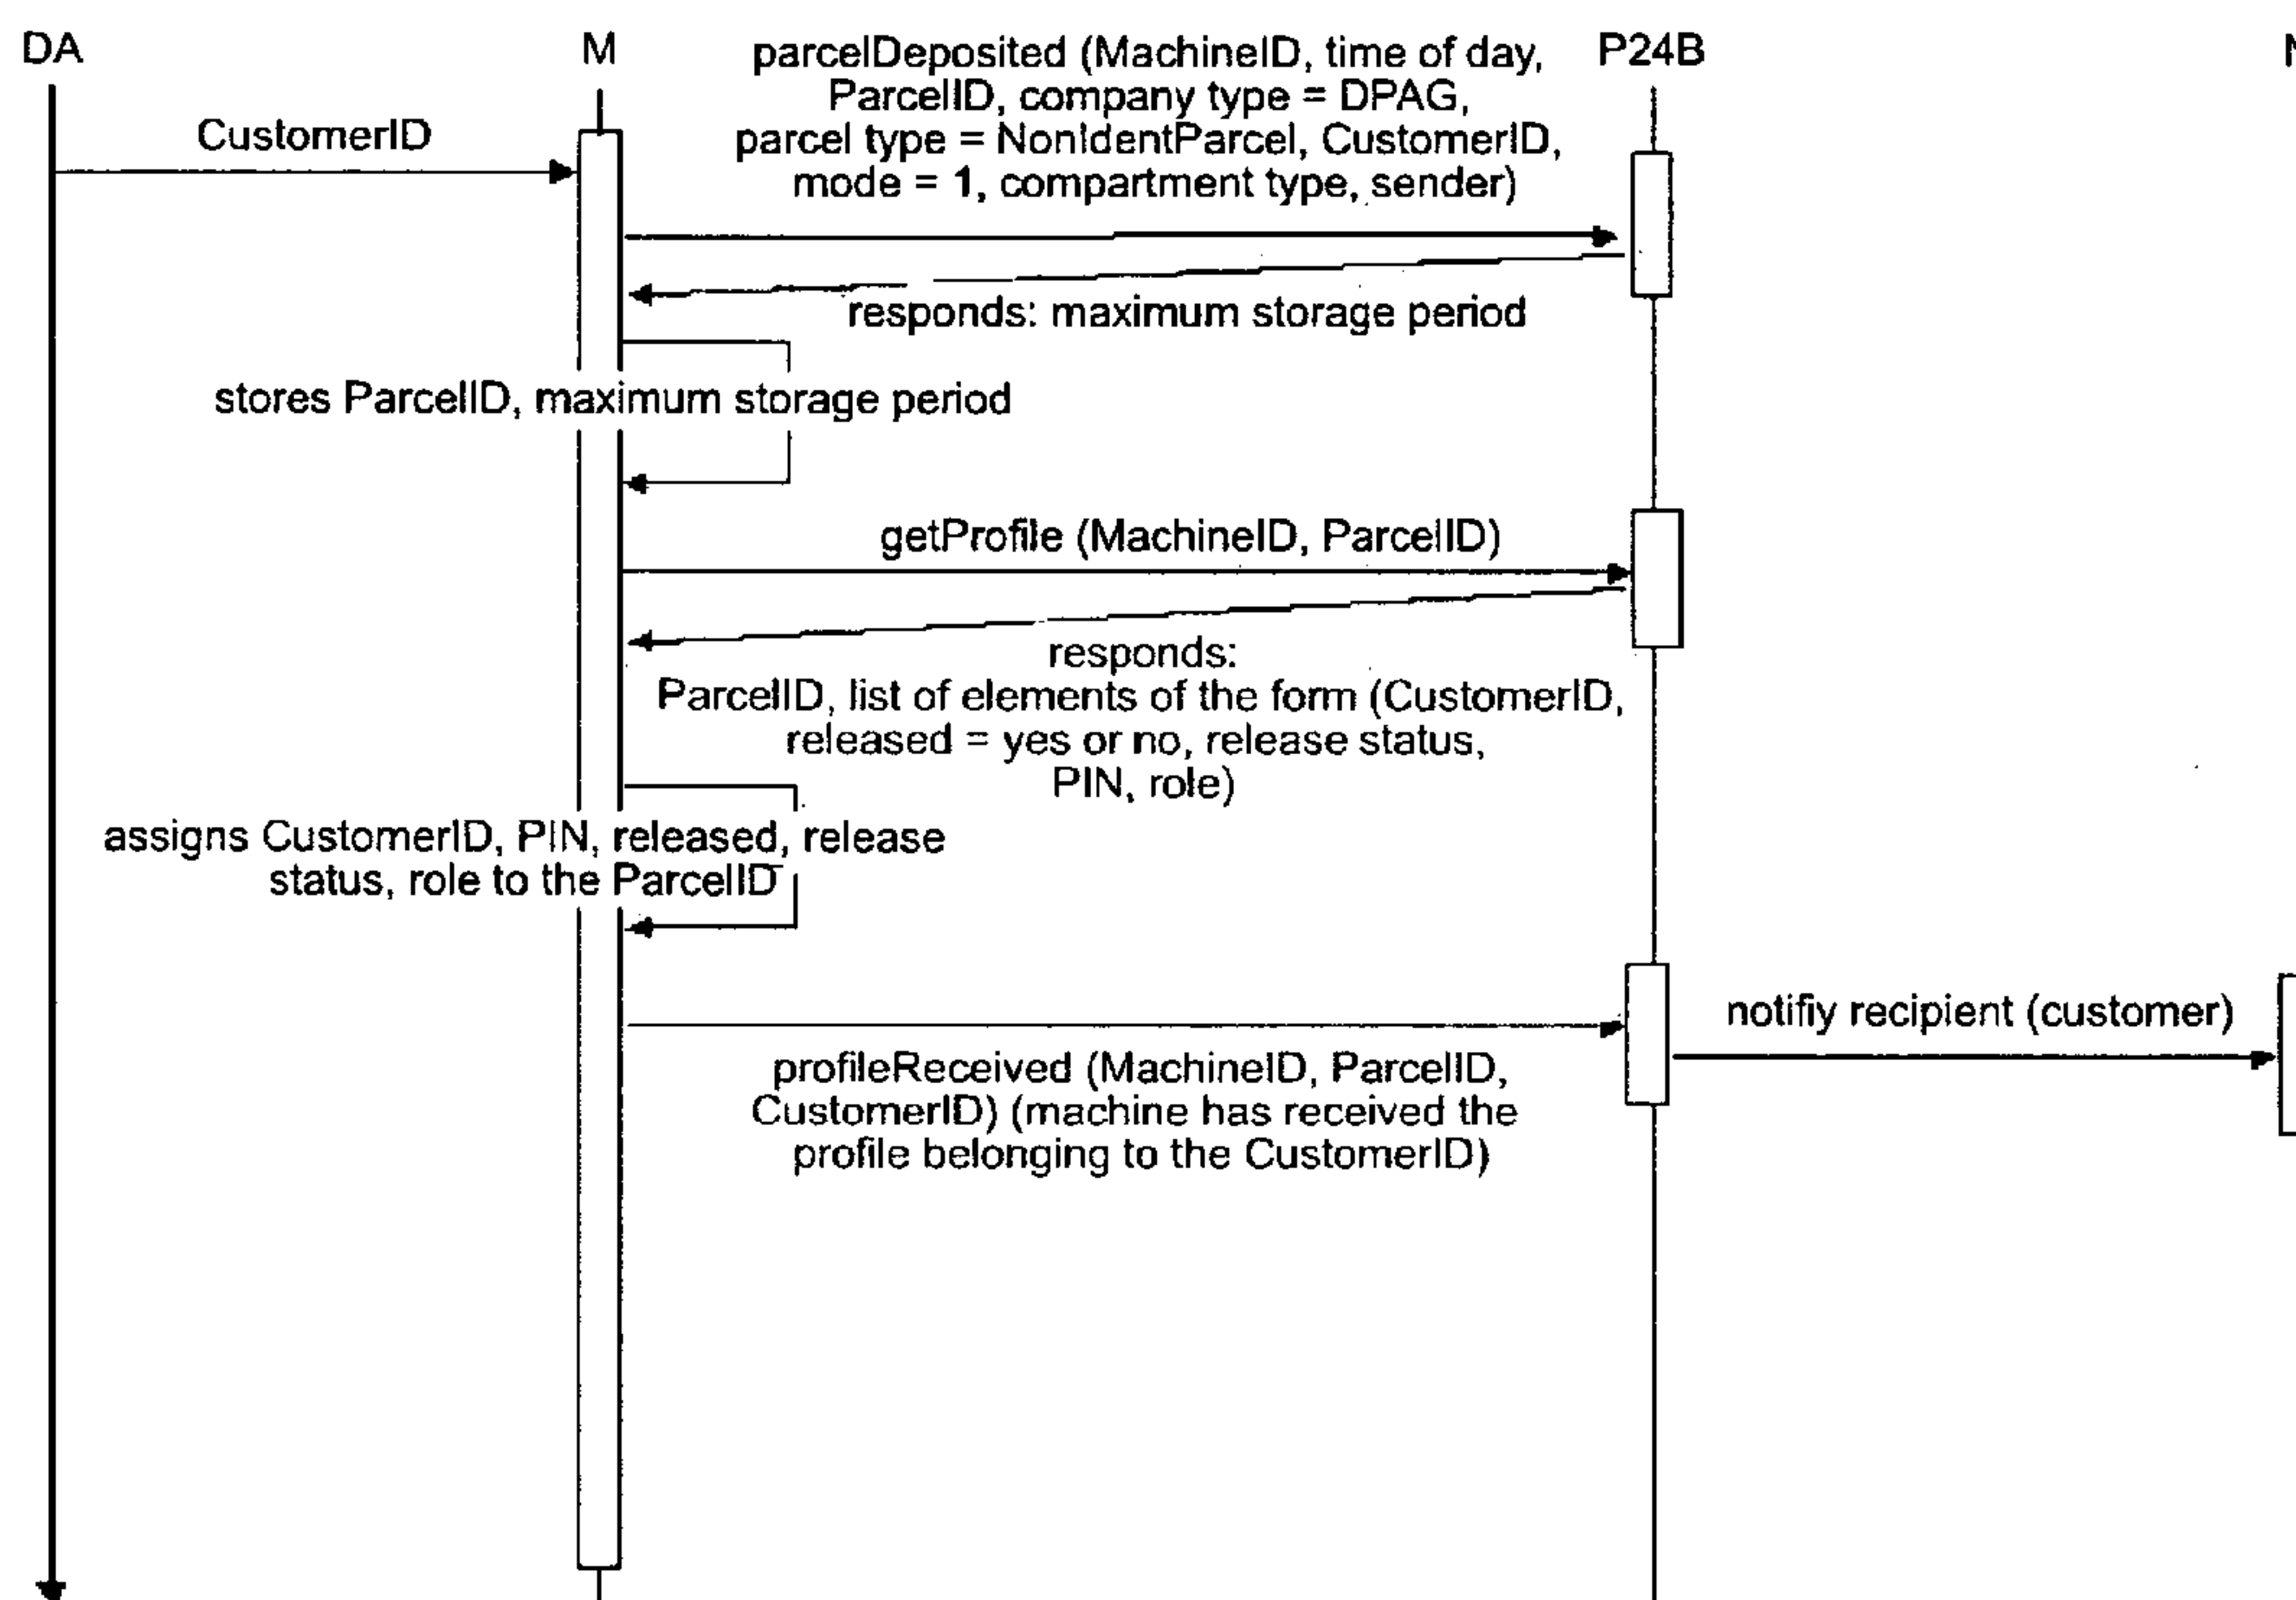 DA
M
P24B
parcelDeposited (MachineID, time of day,
ParcelID, company type = DPAG,
parcel type = NonIdentParcel, CustomerID,
mode = 1, compartment type, sender)
CustomerID
responds: maximum storage period
stores ParcelID, maximum storage period
getProfile (MachineID, ParcelID)
responds:
ParcelID, list of elements of the form (CustomerID,
released = yes or no, release status,
PIN, role)
assigns CustomerID, PIN, released, release
status, role to the ParcelID
notifiy recipient (customer)
profileReceived (MachineID, ParcelID,
CustomerID) (machine has received the
profile belonging to the CustomerID)